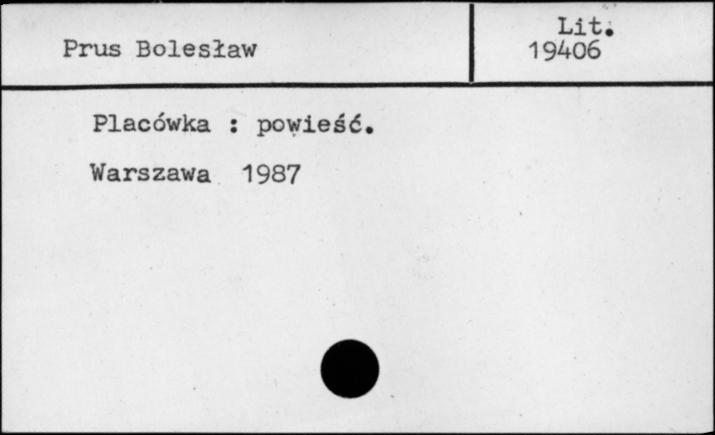 Prus Bolesław
Lit.
19406
Placówka : powieść.
Warszawa 1987